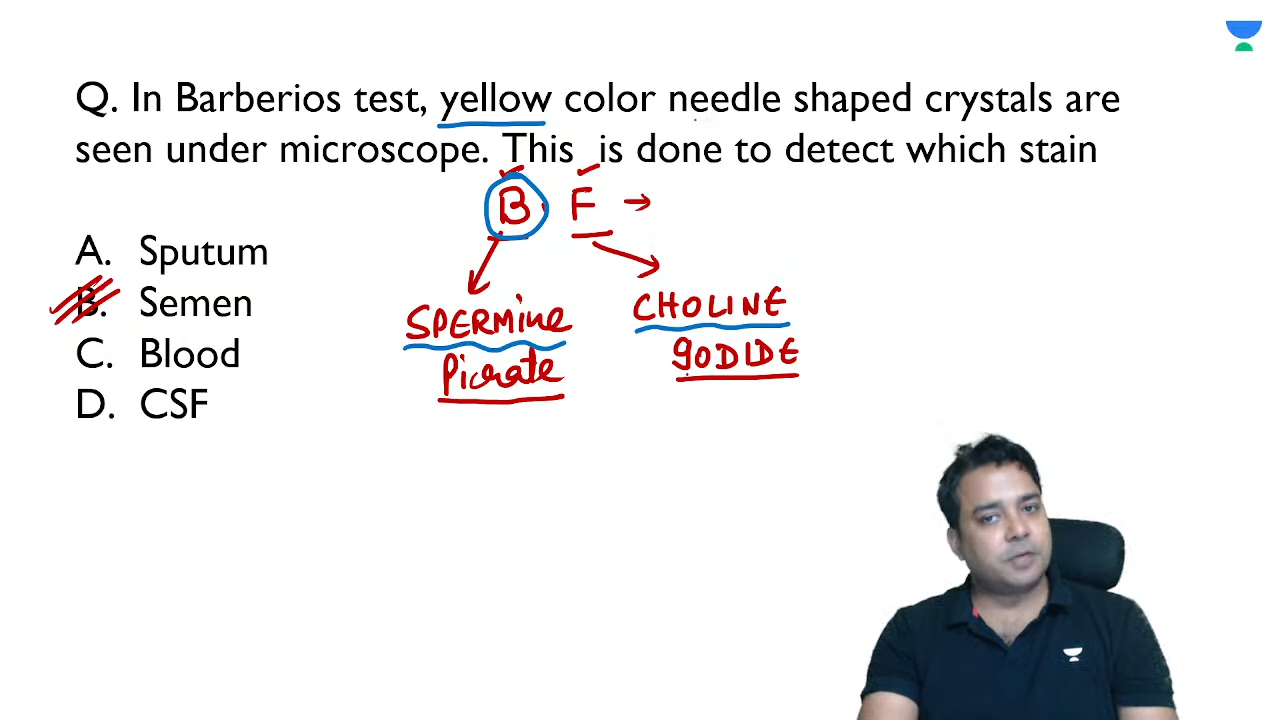 Q. In Barberios test, yellow color needle shaped crystals are
seen under microscope. This is done to detect which stain
B F →
A. Sputum
B. Semen
C. Blood
D. CSF
SPERMine
Picrate
CHOLINE
IODIDE